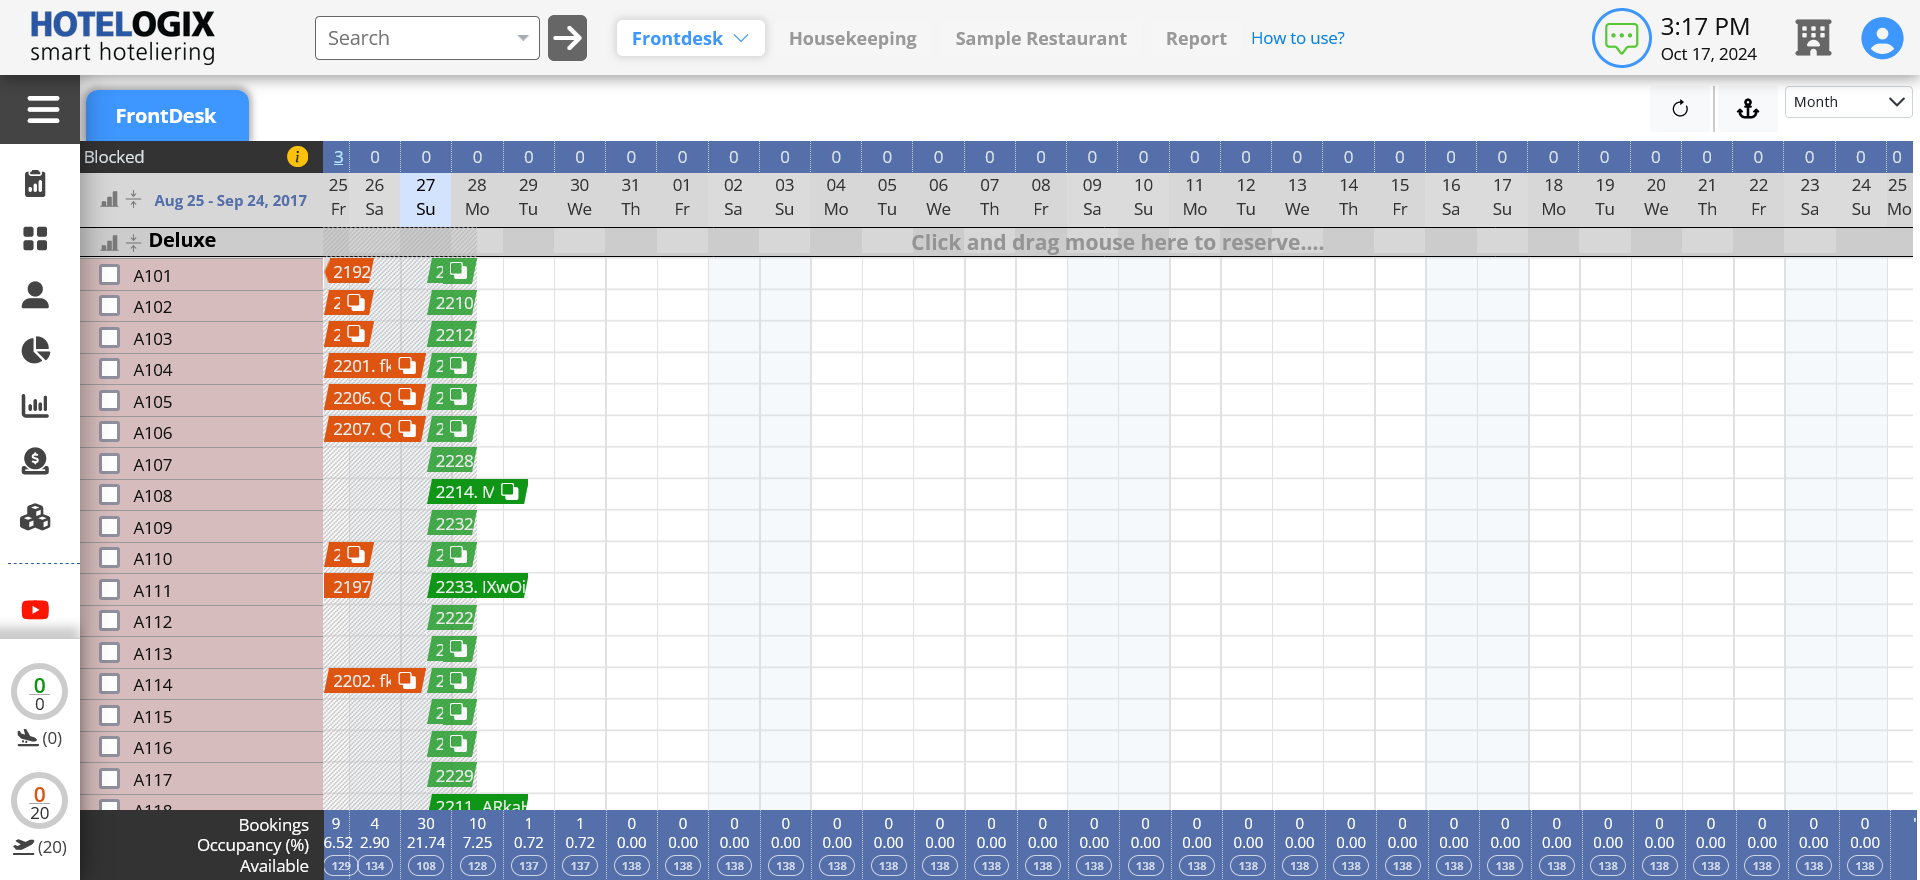 HOTELOGIX
smart hoteliering
Search
Frontdesk
Housekeeping
Sample Restaurant
Report
How to use?
3:17 PM
Oct 17, 2024
FrontDesk
Month
Blocked i 3 0 0 0 0 0 0 0 0 0 0 0 0 0 0 0 0 0 0 0 0 0 0 0 0 0 0 0 0 0 0 0
Aug 25 - Sep 24, 2017
25 26 27 28 29 30 31 01 02 03 04 05 06 07 08 09 10 11 12 13 14 15 16 17 18 19 20 21 22 23 24 25
Fr Sa Su Mo Tu We Th Fr Sa Su Mo Tu We Th Fr Sa Su Mo Tu We Th Fr Sa Su Mo Tu We Th Fr Sa Su Mo
Deluxe Click and drag mouse here to reserve....
A101 2192 2
A102 2 2210
A103 2 2212
A104 2201. fk 2
A105 2206. Q 2
A106 2207. Q 2
A107 2228
A108 2214. M
A109 2232
A110 2 2
A111 2197 2233. IXwOi
A112 2222
A113 2
A114 2202. fk 2
A115 2
A116 2
A117 2229
A118 2211. ARkal
Bookings 9 4 30 10 1 1 0 0 0 0 0 0 0 0 0 0 0 0 0 0 0 0 0 0 0 0 0 0 0 0 0
Occupancy (%) 6.52 2.90 21.74 7.25 0.72 0.72 0.00 0.00 0.00 0.00 0.00 0.00 0.00 0.00 0.00 0.00 0.00 0.00 0.00 0.00 0.00 0.00 0.00 0.00 0.00 0.00 0.00 0.00 0.00 0.00 0.00
Available 129 134 108 128 137 137 138 138 138 138 138 138 138 138 138 138 138 138 138 138 138 138 138 138 138 138 138 138 138 138 138
0
0
(0)
0
20
(20)